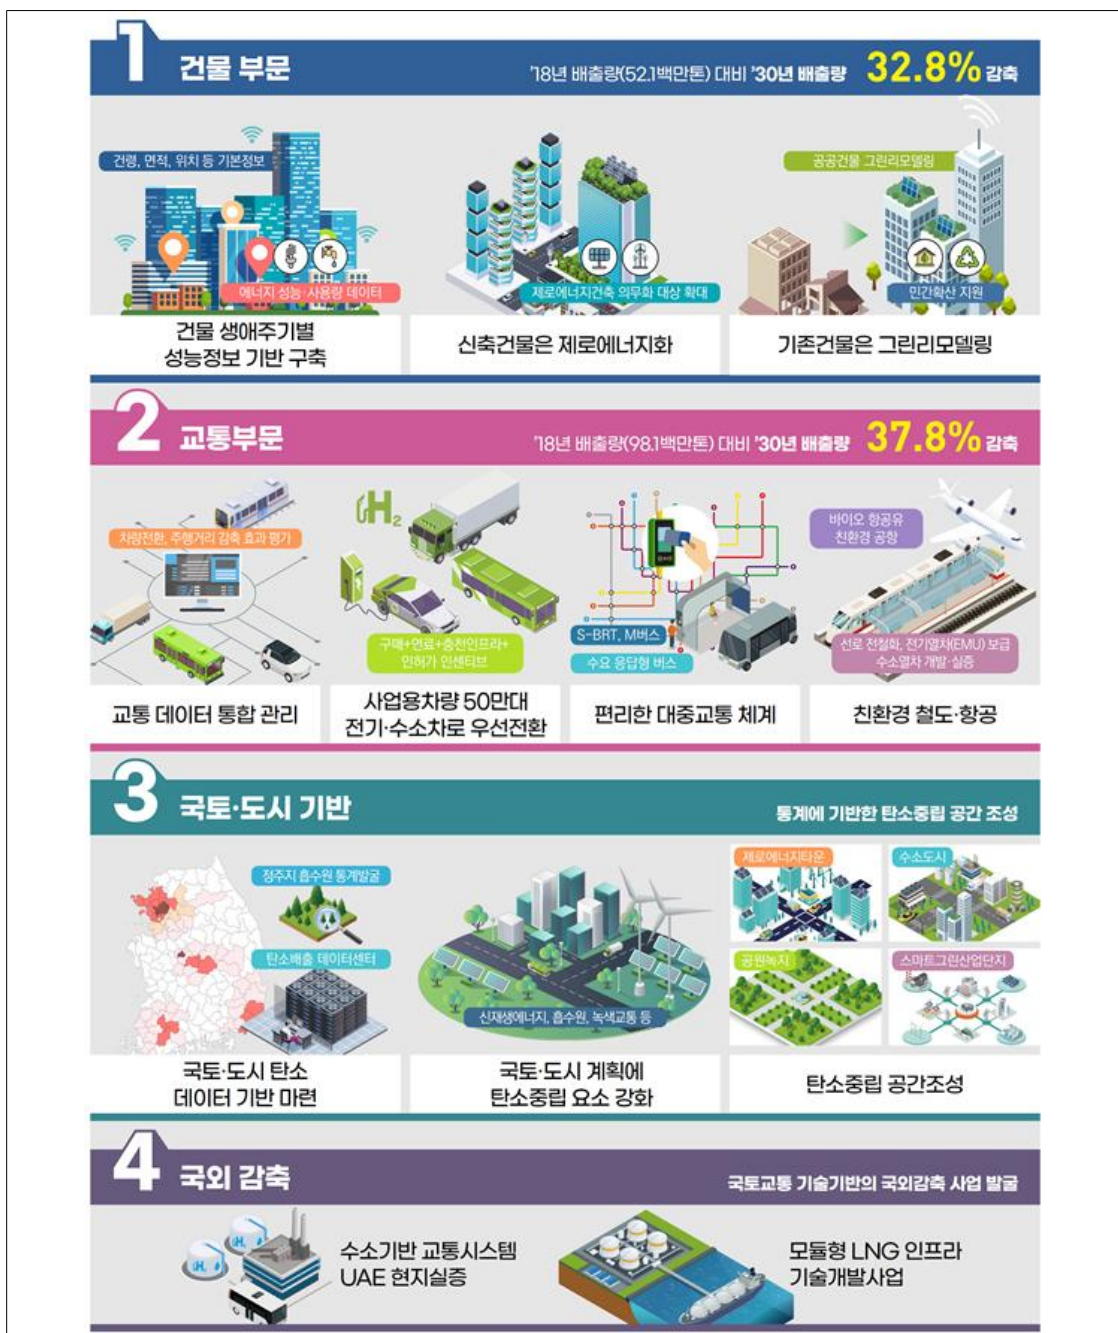 1 건물 부문
'18년 배출량(52.1백만톤) 대비 '30년 배출량 32.8% 감축
건령, 면적, 위치 등 기본정보
에너지 성능·사용량 데이터
제로에너지건축 의무화 대상 확대
공공건물 그린리모델링
민간확산 지원
건물 생애주기별
성능정보 기반 구축
신축건물은 제로에너지화
기존건물은 그린리모델링
2 교통부문
'18년 배출량(98.1백만톤) 대비 '30년 배출량 37.8% 감축
차량전환, 주행거리 감축 효과 평가
H2
구매+연료+충전인프라+
인허가 인센티브
S-BRT, M버스
수요 응답형 버스
바이오 항공유
친환경 공항
선로 전철화, 전기열차(EMU) 보급
수소열차 개발·실증
교통 데이터 통합 관리
사업용차량 50만대
전기·수소차로 우선전환
편리한 대중교통 체계
친환경 철도·항공
3 국토·도시 기반
통계에 기반한 탄소중립 공간 조성
정주지 흡수원 통계발굴
탄소배출 데이터센터
신재생에너지, 흡수원, 녹색교통 등
제로에너지타운
수소도시
공원녹지
스마트그린산업단지
국토·도시 탄소
데이터 기반 마련
국토·도시 계획에
탄소중립 요소 강화
탄소중립 공간조성
4 국외 감축
국토교통 기술기반의 국외감축 사업 발굴
H2
H2
수소기반 교통시스템
UAE 현지실증
모듈형 LNG 인프라
기술개발사업